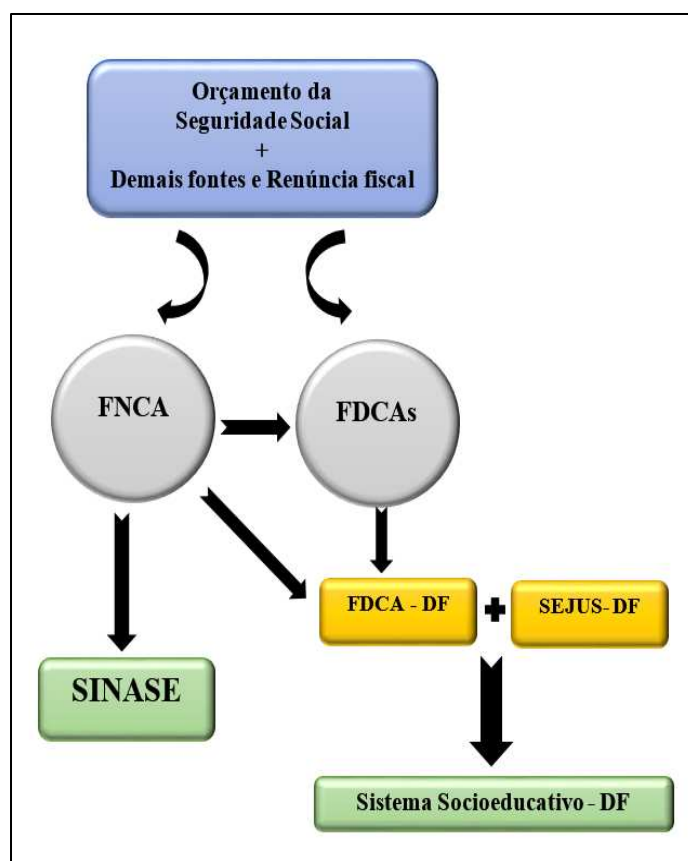 Orçamento da
Seguridade Social
+
Demais fontes e Renúncia fiscal
FNCA
FDCAs
FDCA - DF
SEJUS- DF
SINASE
Sistema Socioeducativo - DF